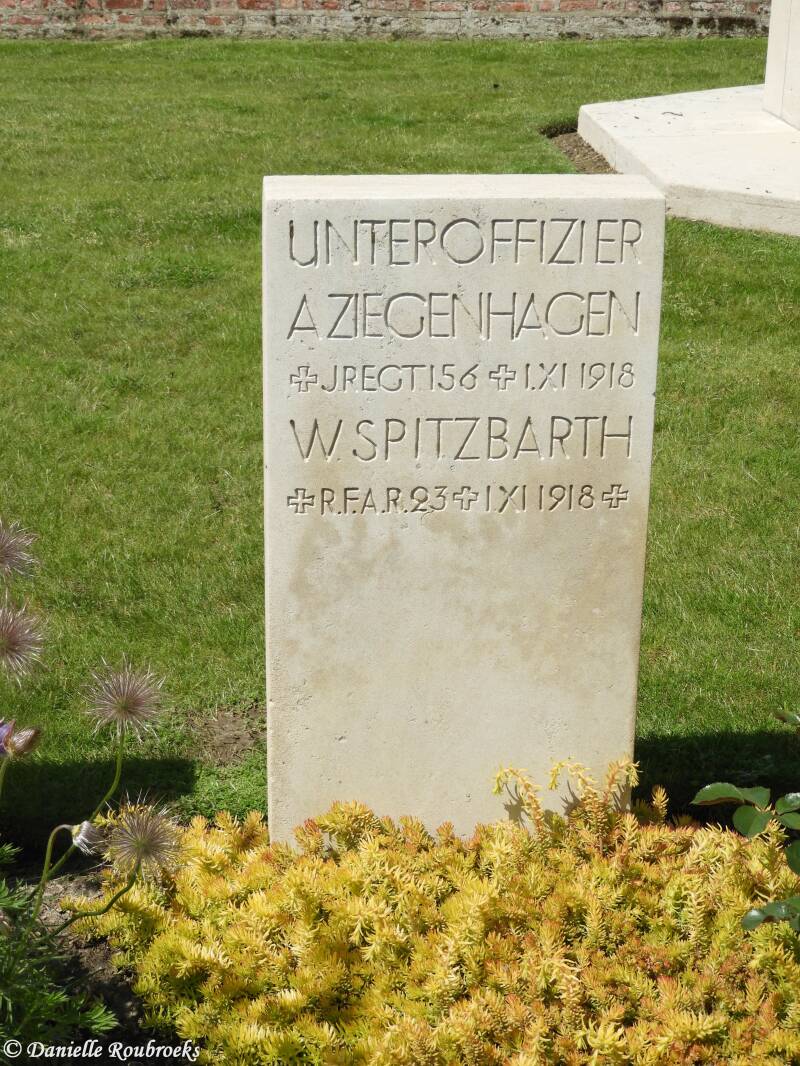 UNTEROFFIZIER
A.ZIEGENHAGEN
✠ J.REGT 156 ✠ 1.XI 1918
W.SPITZBARTH
✠ R.F.A.R.23 ✠ 1 XI 1918 ✠
© Danielle Roubroeks